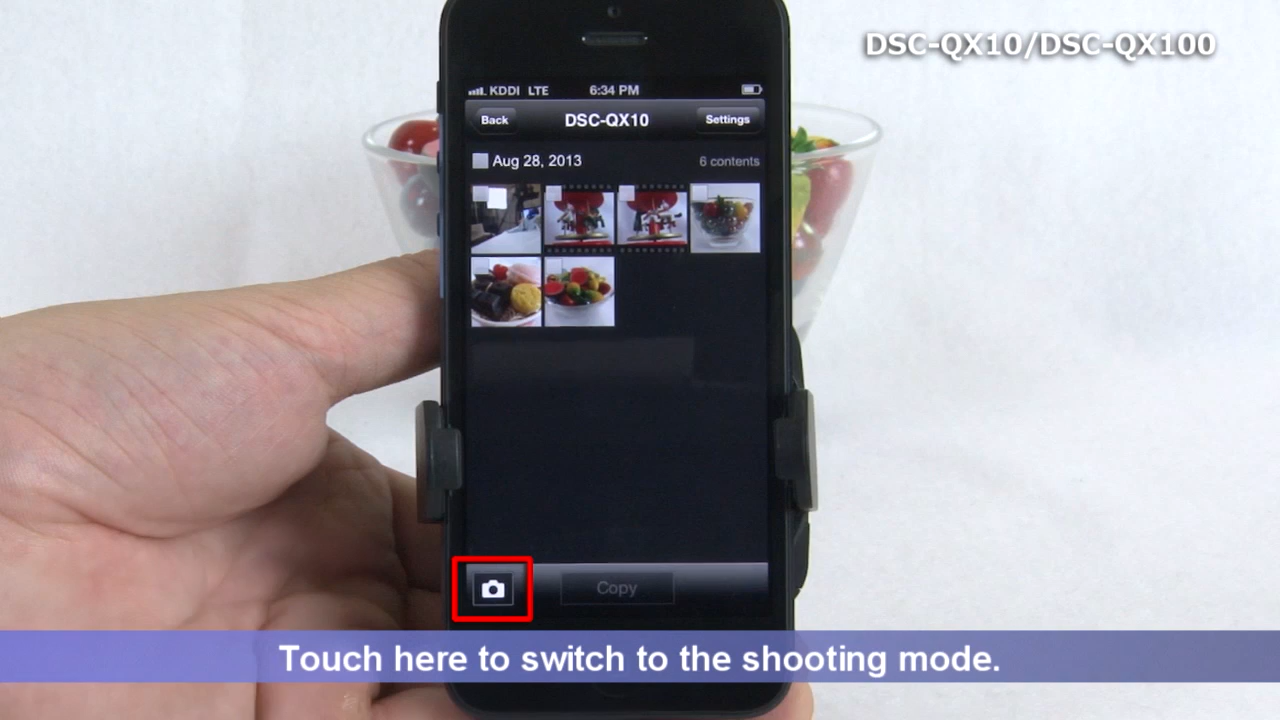 DSC-QX10/DSC-QX100
KDDI LTE 6:34 PM
Back DSC-QX10 Settings
Aug 28, 2013 6 contents
Copy
Touch here to switch to the shooting mode.